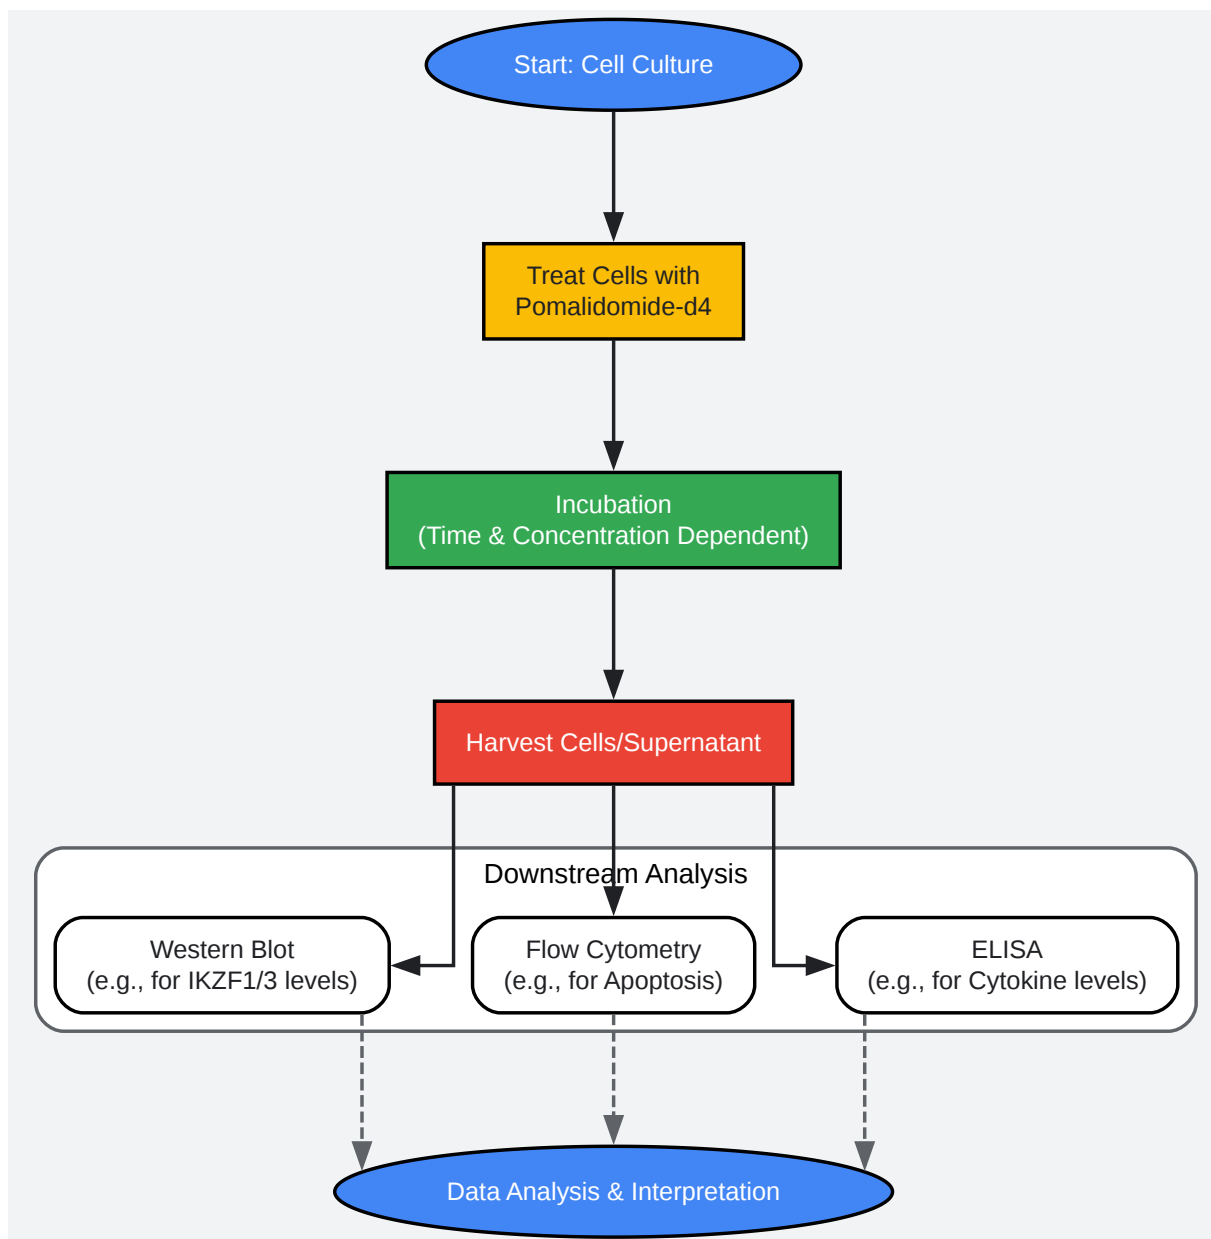 Start: Cell Culture
Treat Cells with
Pomalidomide-d4
Incubation
(Time & Concentration Dependent)
Harvest Cells/Supernatant
Downstream Analysis
Western Blot
(e.g., for IKZF1/3 levels)
Flow Cytometry
(e.g., for Apoptosis)
ELISA
(e.g., for Cytokine levels)
Data Analysis & Interpretation